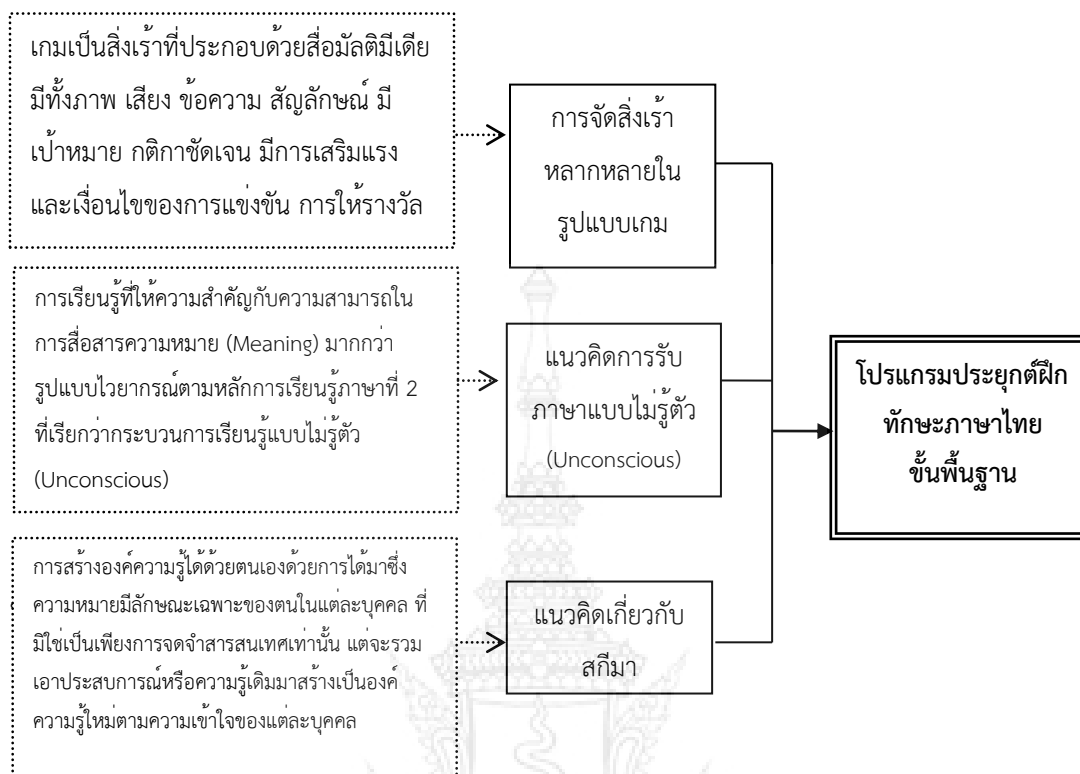 เกมเป็นสิ่งเร้าที่ประกอบด้วยสื่อมัลติมีเดีย
มีทั้งภาพ เสียง ข้อความ สัญลักษณ์ มี
เป้าหมาย กติกาชัดเจน มีการเสริมแรง
และเงื่อนไขของการแข่งขัน การให้รางวัล
การจัดสิ่งเร้า
หลากหลายใน
รูปแบบเกม
การเรียนรู้ที่ให้ความสำคัญกับความสามารถใน
การสื่อสารความหมาย (Meaning) มากกว่า
รูปแบบไวยากรณ์ตามหลักการเรียนรู้ภาษาที่ 2
ที่เรียกว่ากระบวนการเรียนรู้แบบไม่รู้ตัว
(Unconscious)
แนวคิดการรับ
ภาษาแบบไม่รู้ตัว
(Unconscious)
การสร้างองค์ความรู้ได้ด้วยตนเองด้วยการได้มาซึ่ง
ความหมายมีลักษณะเฉพาะของตนในแต่ละบุคคล ที่
มิใช่เป็นเพียงการจดจำสารสนเทศเท่านั้น แต่จะรวม
เอาประสบการณ์หรือความรู้เดิมมาสร้างเป็นองค์
ความรู้ใหม่ตามความเข้าใจของแต่ละบุคคล
แนวคิดเกี่ยวกับ
สกีมา
โปรแกรมประยุกต์ฝึก
ทักษะภาษาไทย
ขั้นพื้นฐาน